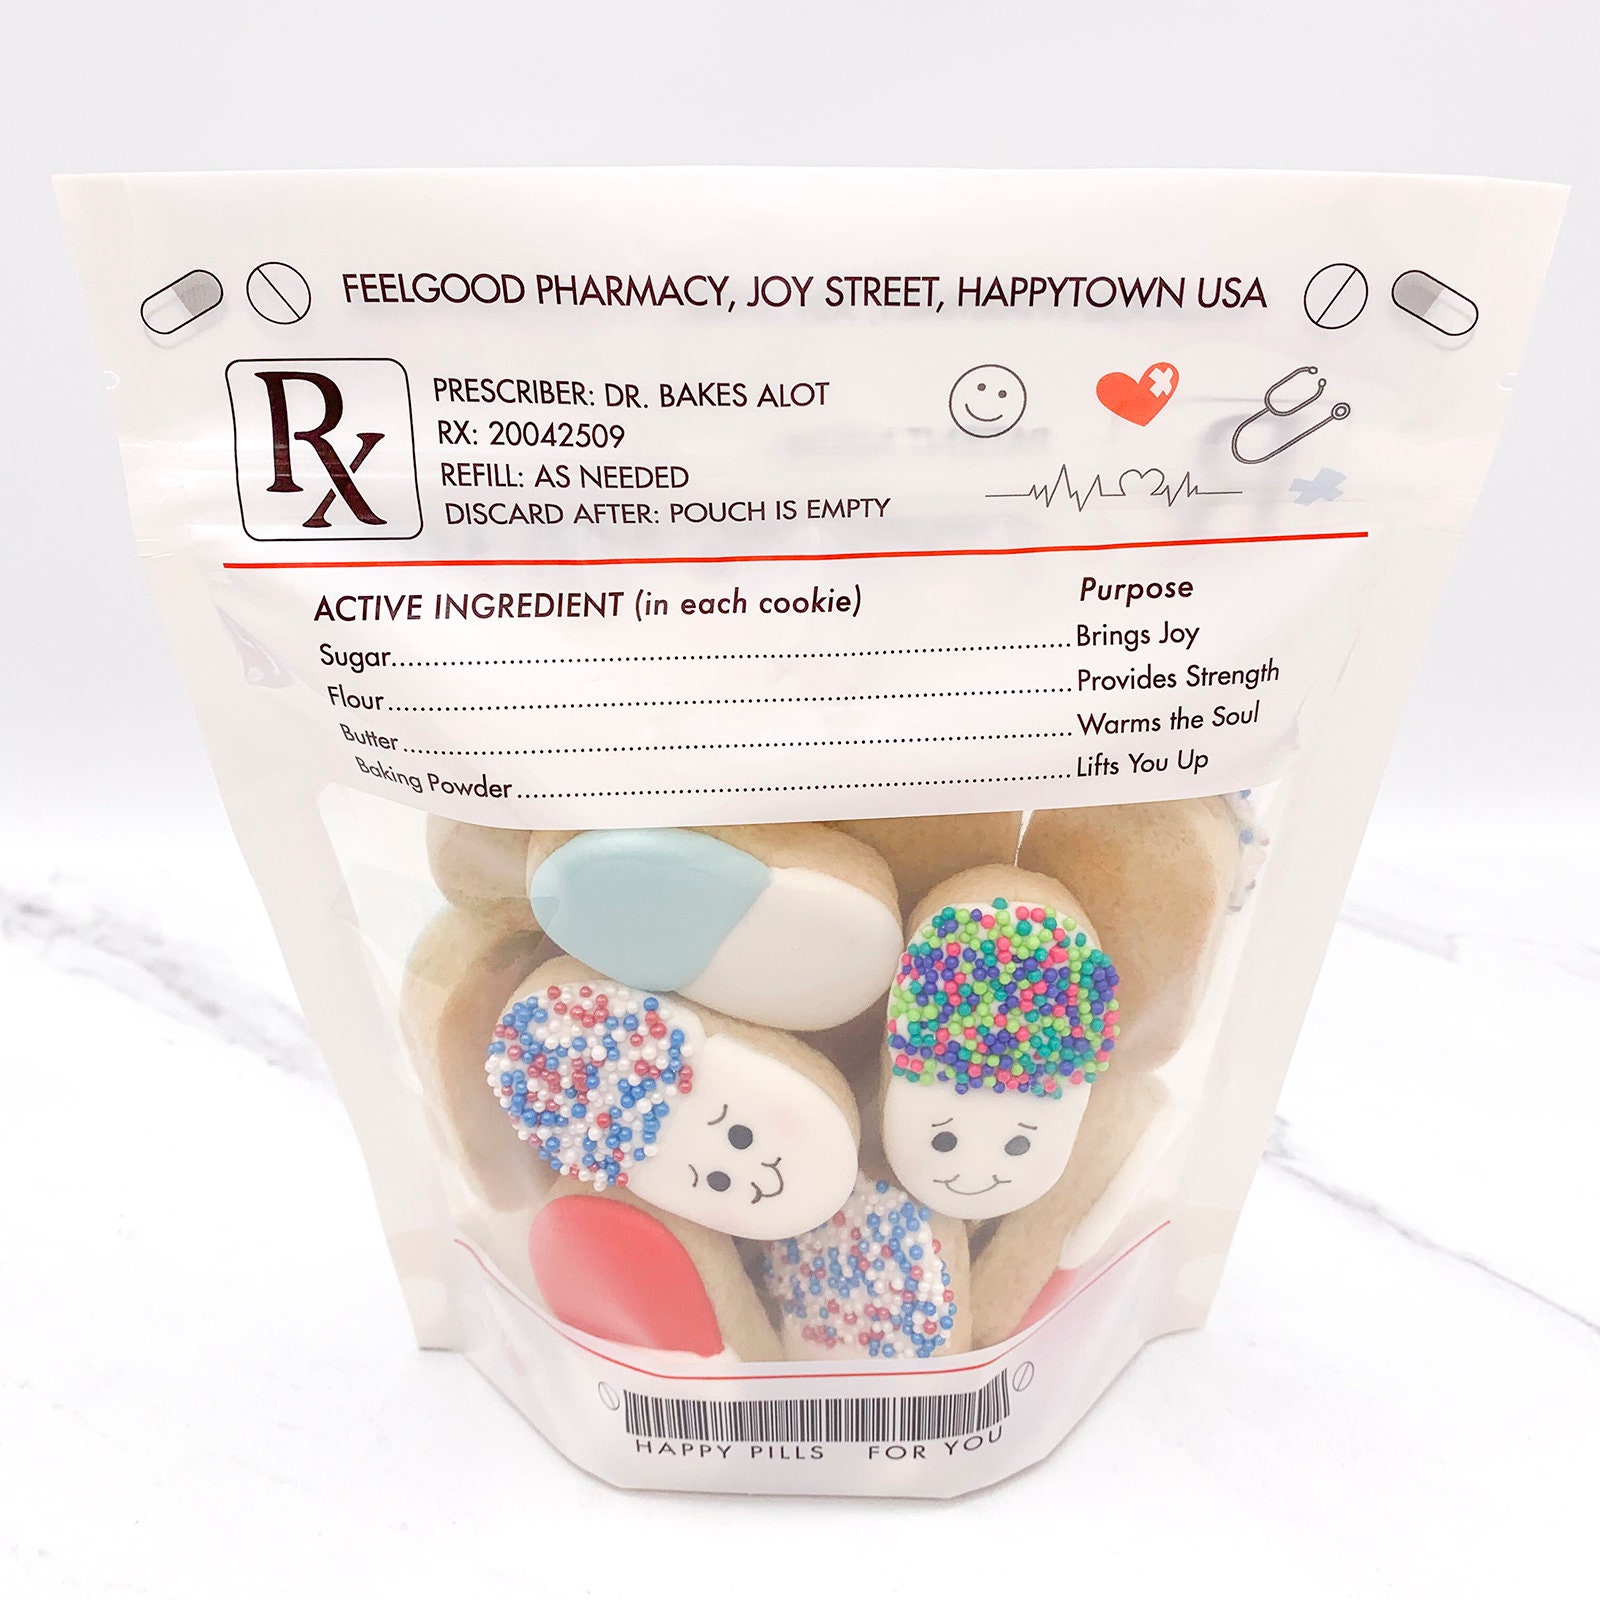 FEELGOOD PHARMACY, JOY STREET, HAPPYTOWN USA
Rx
PRESCRIBER: DR. BAKES ALOT
RX: 20042509
REFILL: AS NEEDED
DISCARD AFTER: POUCH IS EMPTY
ACTIVE INGREDIENT (in each cookie) Purpose
Sugar..........Brings Joy
Flour..........Provides Strength
Butter..........Warms the Soul
Baking Powder..........Lifts You Up
HAPPY PILLS FOR YOU